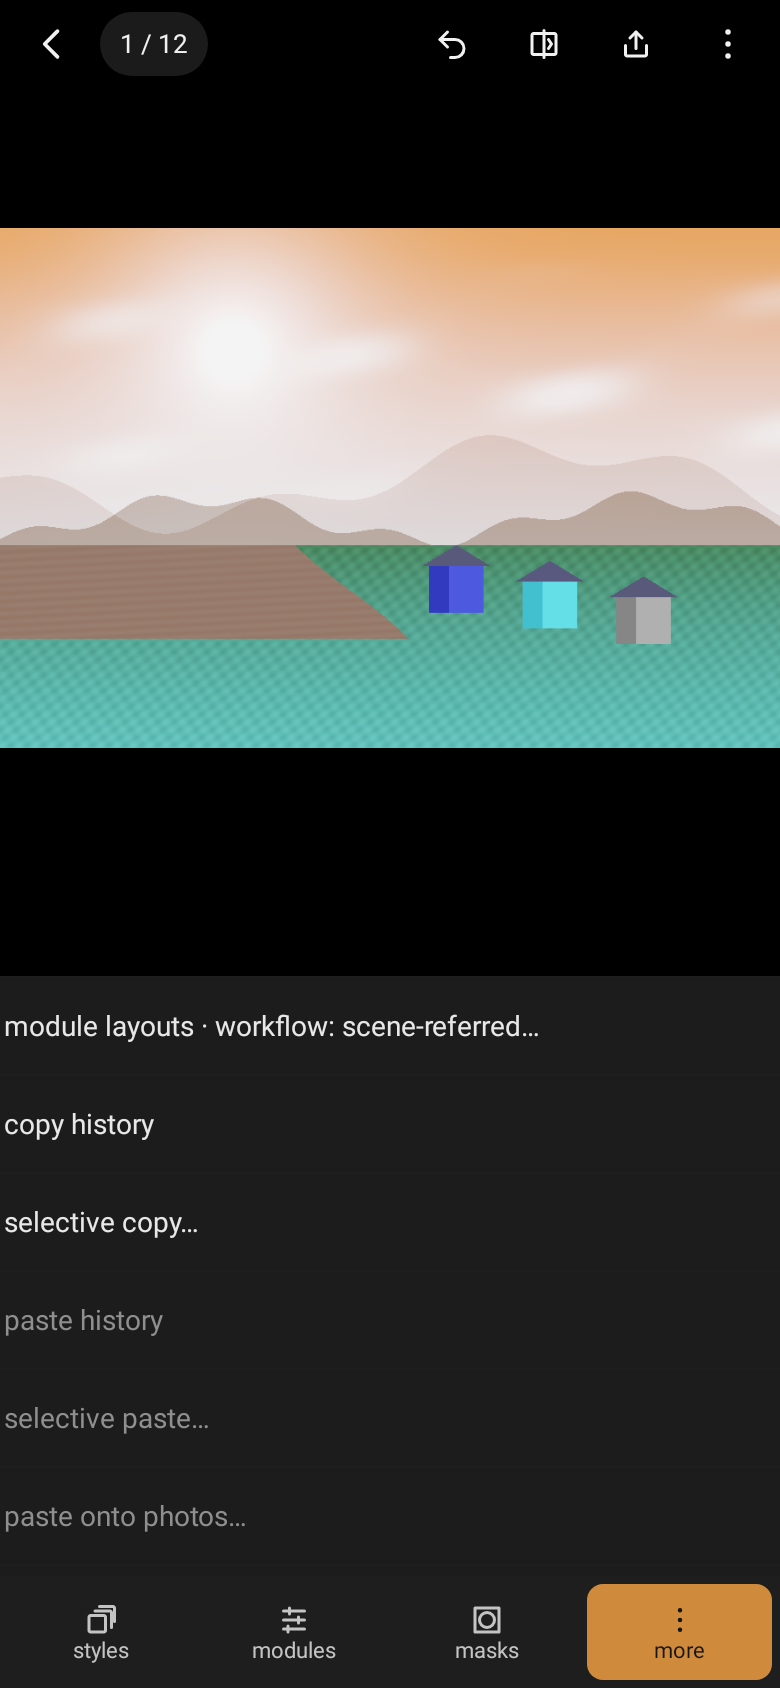 1 / 12
module layouts · workflow: scene-referred…
copy history
selective copy…
paste history
selective paste…
paste onto photos…
styles
modules
masks
more